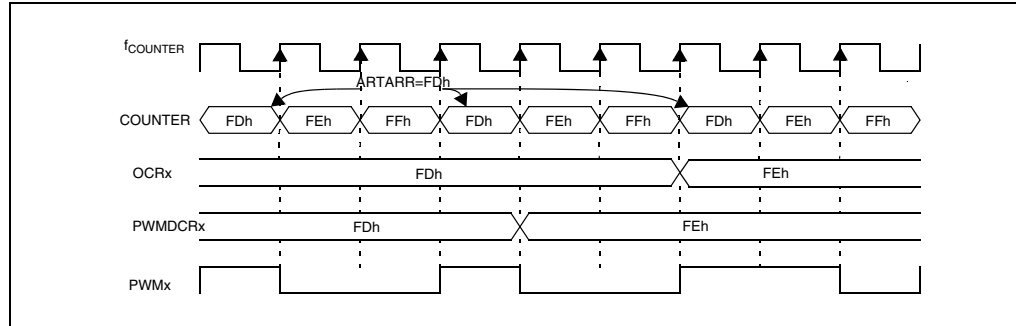 fCOUNTER
ARTARR=FDh
COUNTER FDh FEh FFh FDh FEh FFh FDh FEh FFh
OCRx FDh FEh
PWMDCRx FDh FEh
PWMx